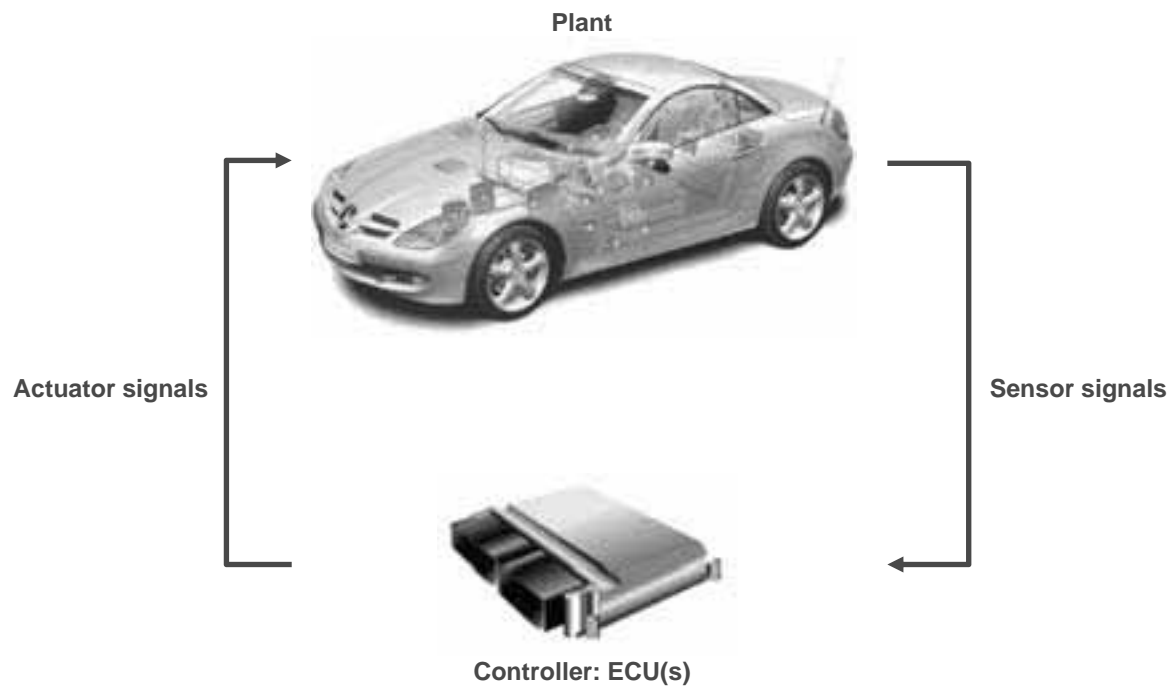 Plant
Actuator signals
Sensor signals
Controller: ECU(s)